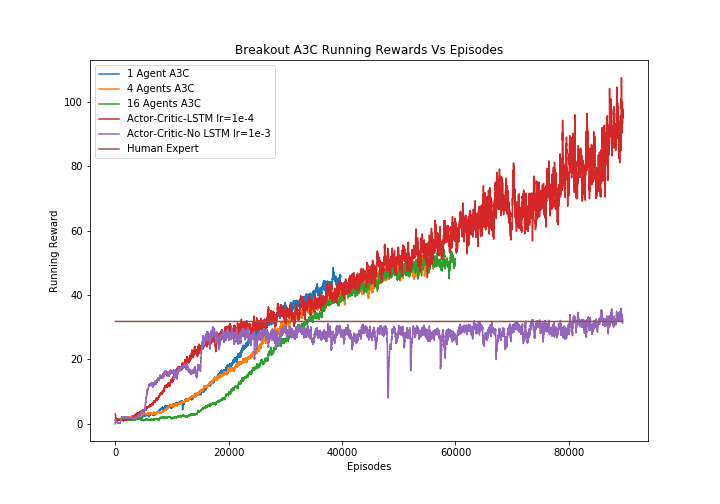 Breakout A3C Running Rewards Vs Episodes
1 Agent A3C
4 Agents A3C
16 Agents A3C
Actor-Critic-LSTM lr=1e-4
Actor-Critic-No LSTM lr=1e-3
Human Expert
100
80
60
40
20
0
Running Reward
0 20000 40000 60000 80000
Episodes